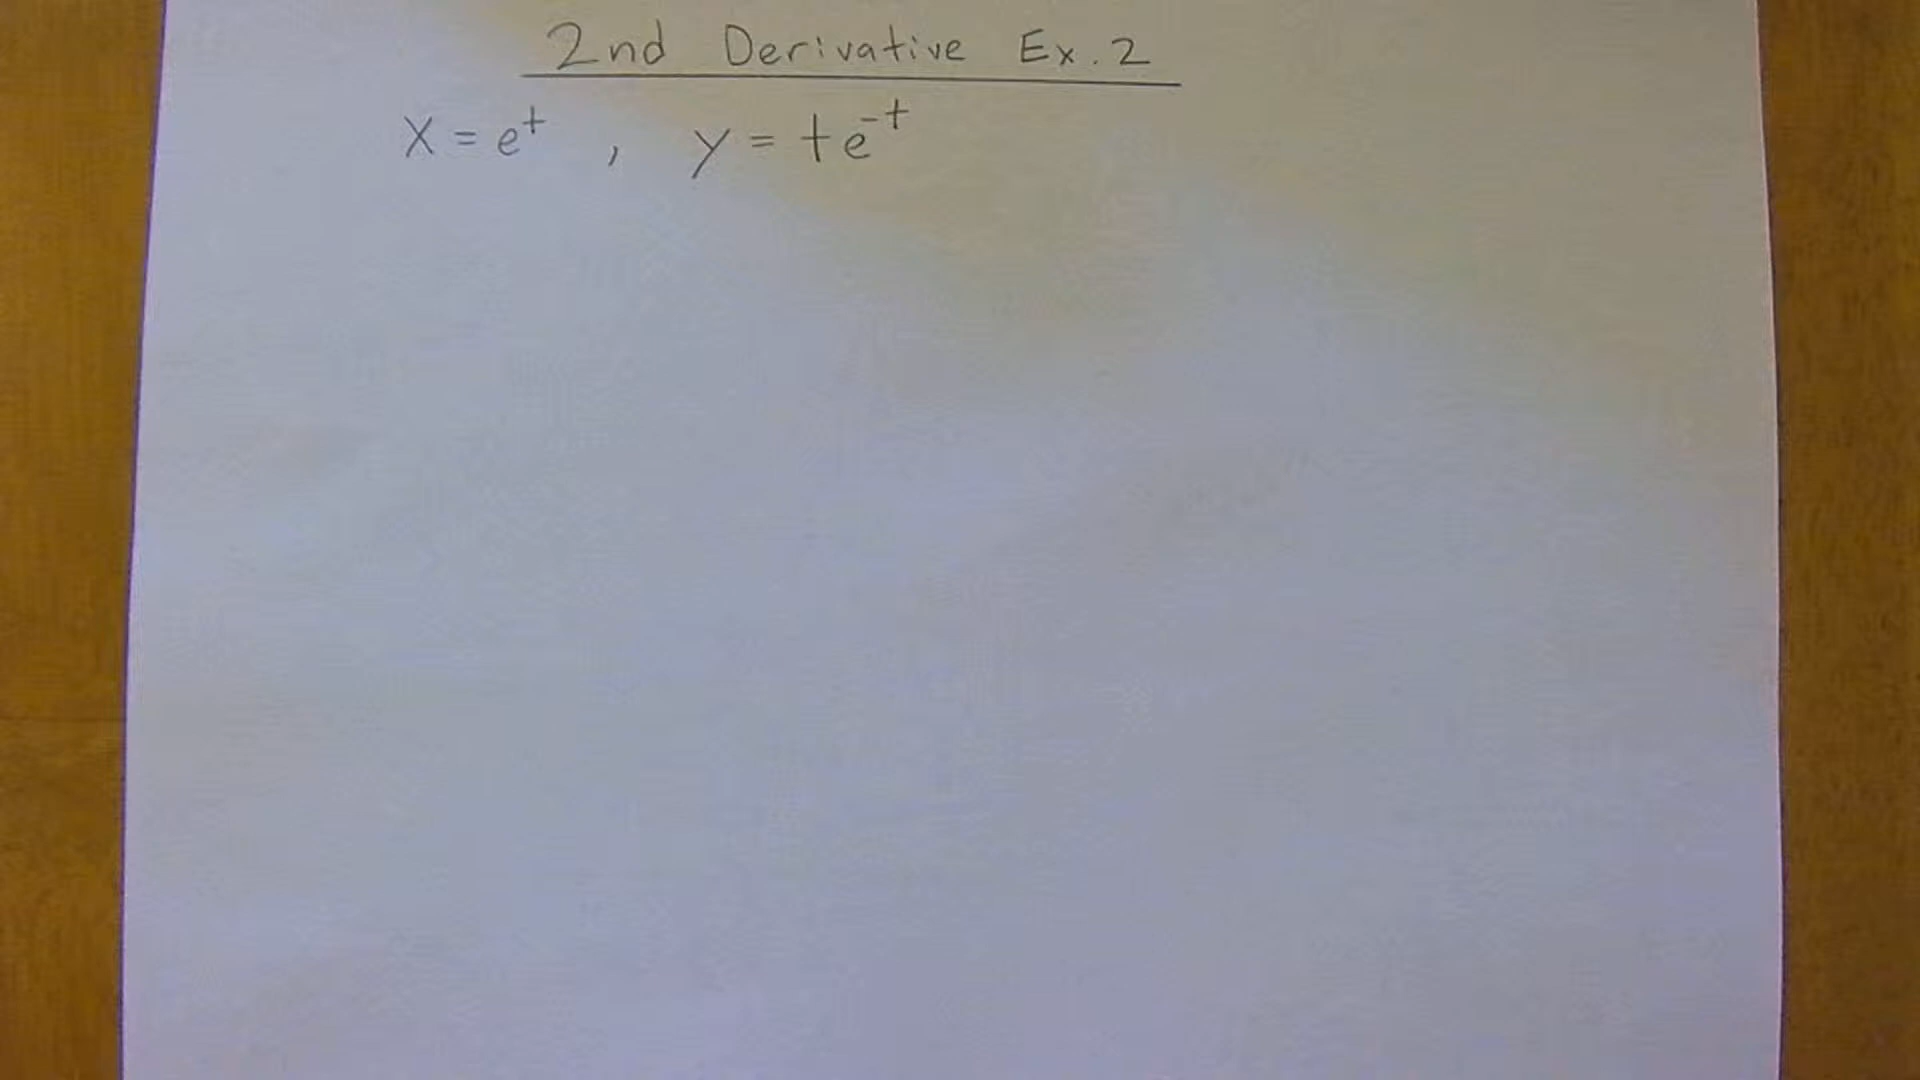 2nd Derivative Ex. 2
x = e^t , y = te^-t